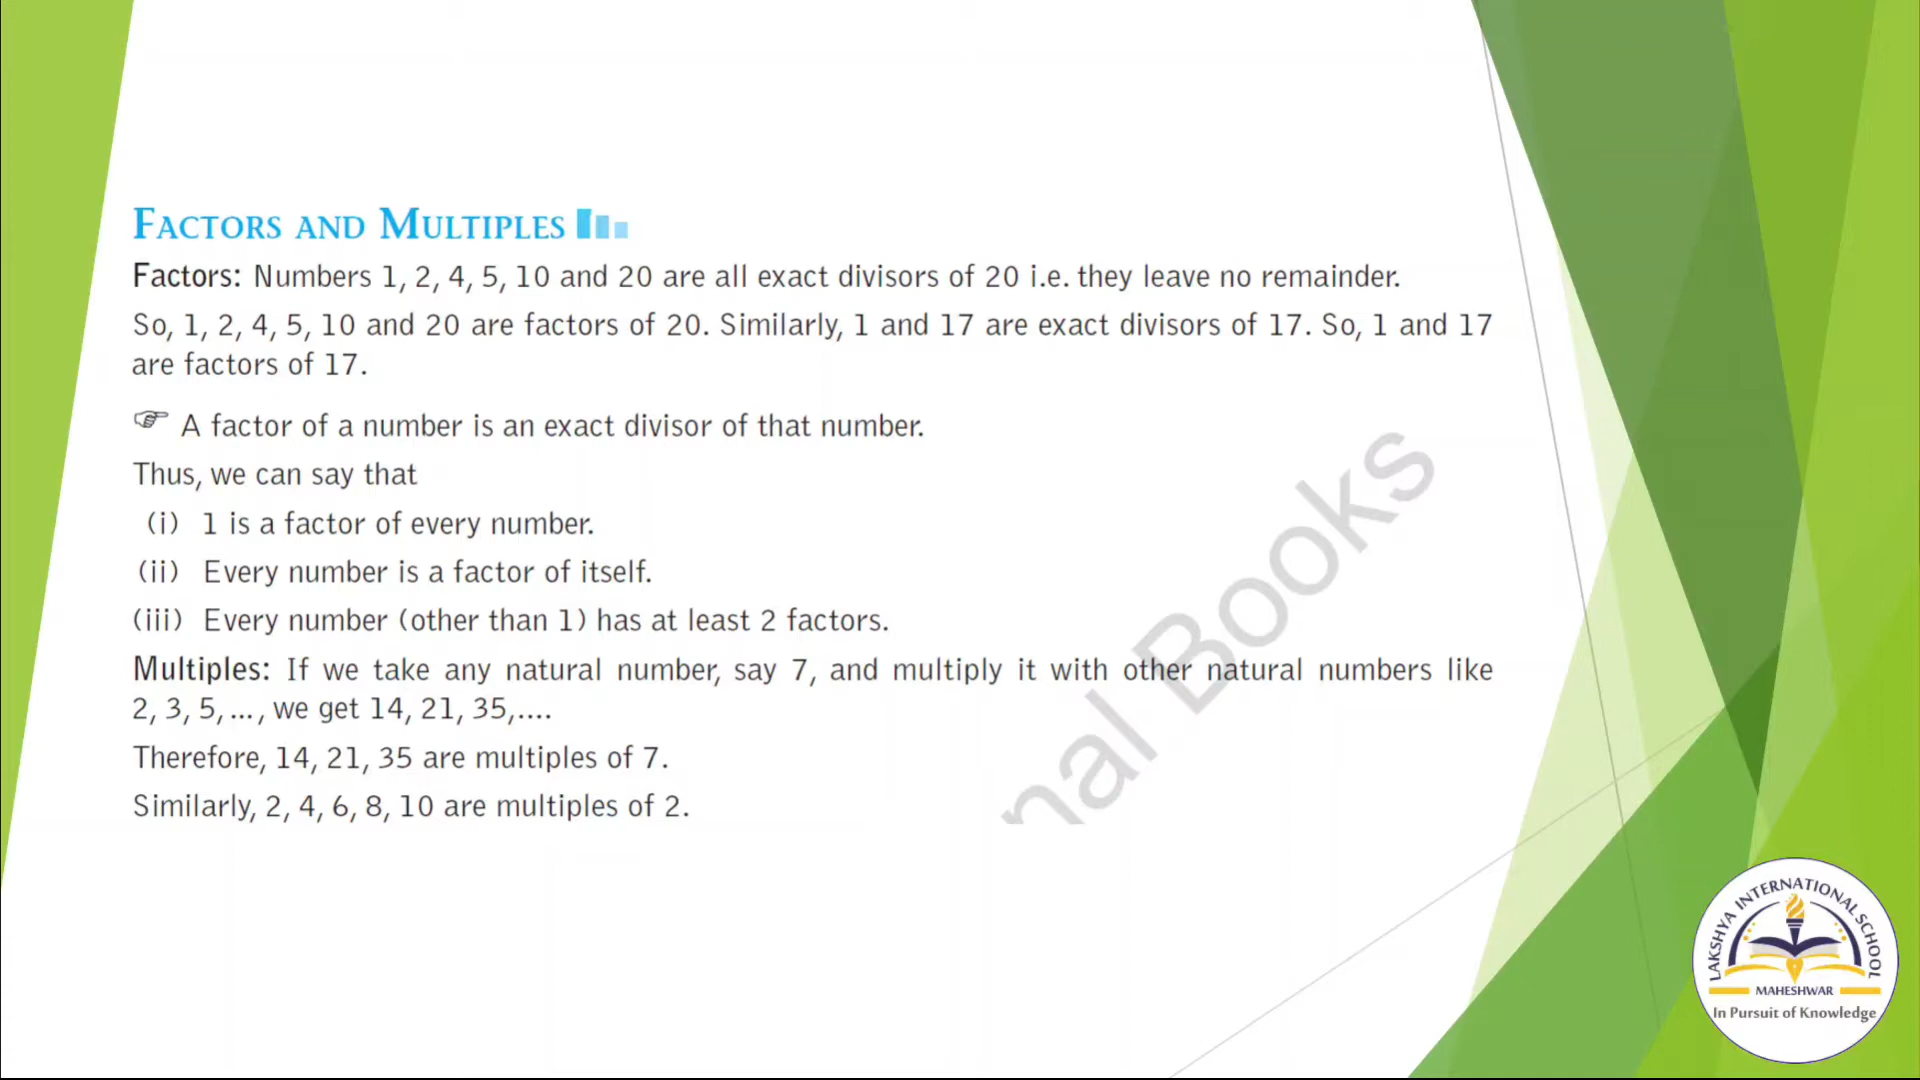 FACTORS AND MULTIPLES
Factors: Numbers 1, 2, 4, 5, 10 and 20 are all exact divisors of 20 i.e. they leave no remainder.
So, 1, 2, 4, 5, 10 and 20 are factors of 20. Similarly, 1 and 17 are exact divisors of 17. So, 1 and 17
are factors of 17.
☞ A factor of a number is an exact divisor of that number.
Thus, we can say that
(i) 1 is a factor of every number.
(ii) Every number is a factor of itself.
(iii) Every number (other than 1) has at least 2 factors.
Multiples: If we take any natural number, say 7, and multiply it with other natural numbers like
2, 3, 5, ..., we get 14, 21, 35,....
Therefore, 14, 21, 35 are multiples of 7.
Similarly, 2, 4, 6, 8, 10 are multiples of 2.
nal Books
LAKSHYA INTERNATIONAL SCHOOL
MAHESHWAR
In Pursuit of Knowledge